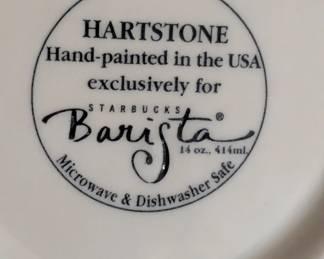 HARTSTONE
Hand-painted in the USA
exclusively for
STARBUCKS
Barista®
14 oz., 414ml.
Microwave & Dishwasher Safe